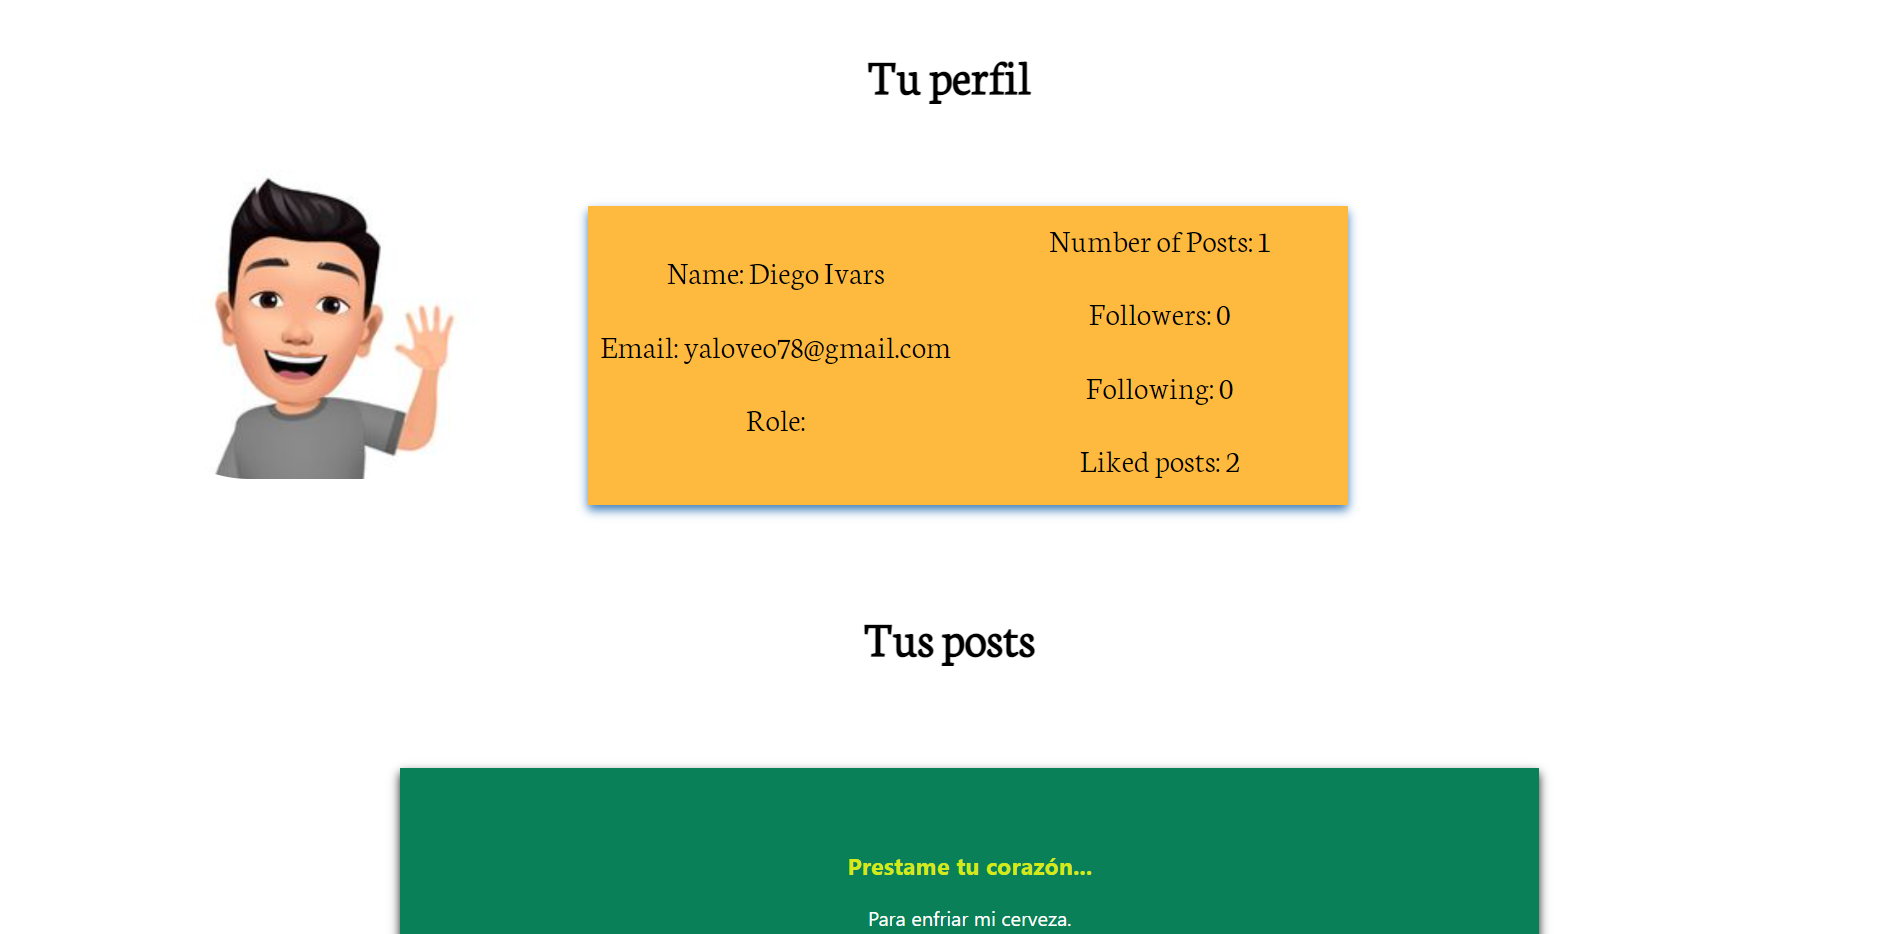 Tu perfil
Name: Diego Ivars
Email: yaloveo78@gmail.com
Role:
Number of Posts: 1
Followers: 0
Following: 0
Liked posts: 2
Tus posts
Prestame tu corazón...
Para enfriar mi cerveza.